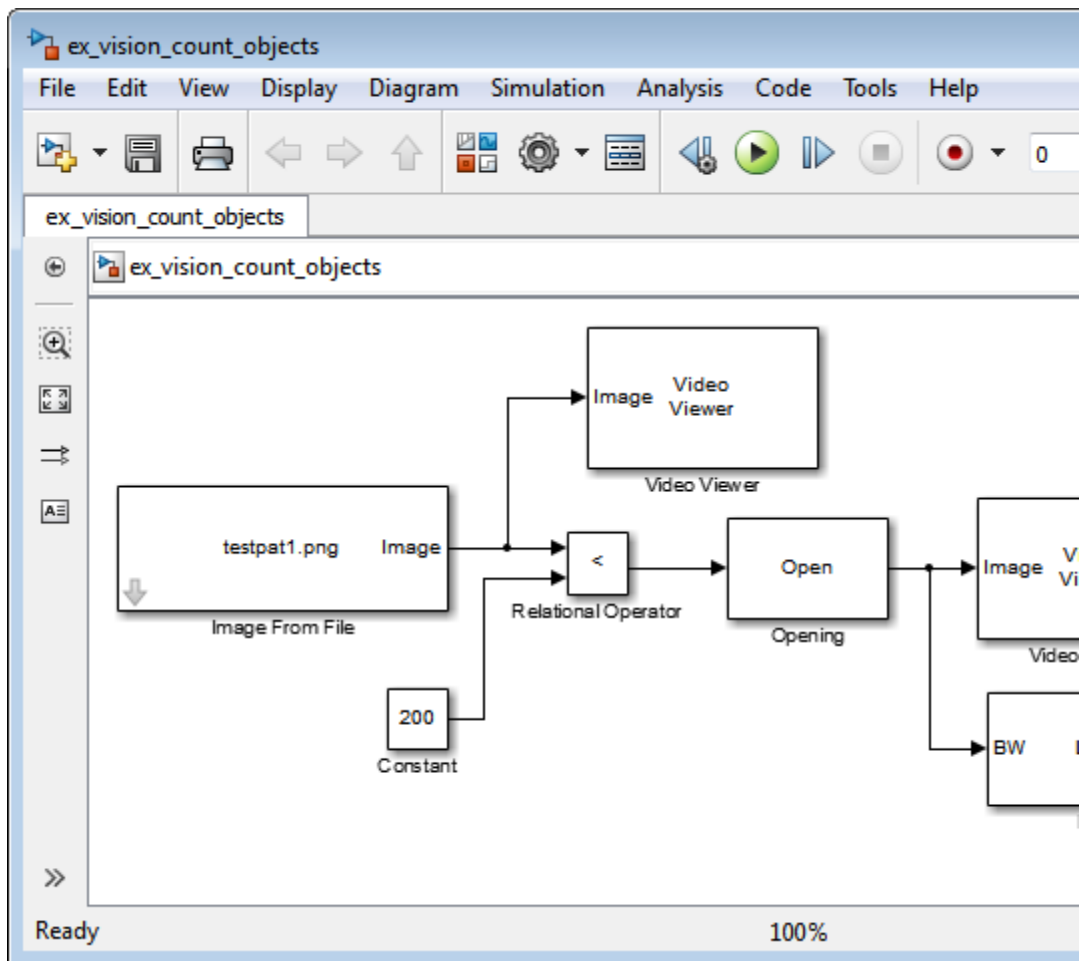 ex_vision_count_objects
File Edit View Display Diagram Simulation Analysis Code Tools Help
0
ex_vision_count_objects
ex_vision_count_objects
Image Video
Viewer
Video Viewer
testpat1.png Image
Image From File
<
Relational Operator
Open
Opening
Image
Video
200
Constant
BW
Ready 100%